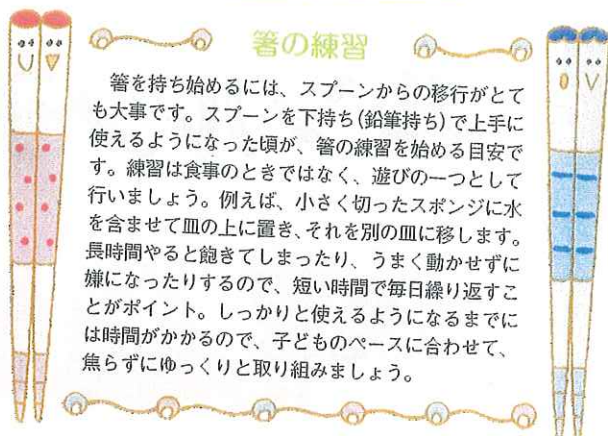 箸の練習
箸を持ち始めるには、スプーンからの移行がとて
も大事です。スプーンを下持ち(鉛筆持ち)で上手に
使えるようになった頃が、箸の練習を始める目安で
す。練習は食事のときではなく、遊びの一つとして
行いましょう。例えば、小さく切ったスポンジに水
を含ませて皿の上に置き、それを別の皿に移します。
長時間やると飽きてしまったり、うまく動かせずに
嫌になったりするので、短い時間で毎日繰り返すこ
とがポイント。しっかりと使えるようになるまでに
は時間がかかるので、子どものペースに合わせて、
焦らずにゆっくりと取り組みましょう。